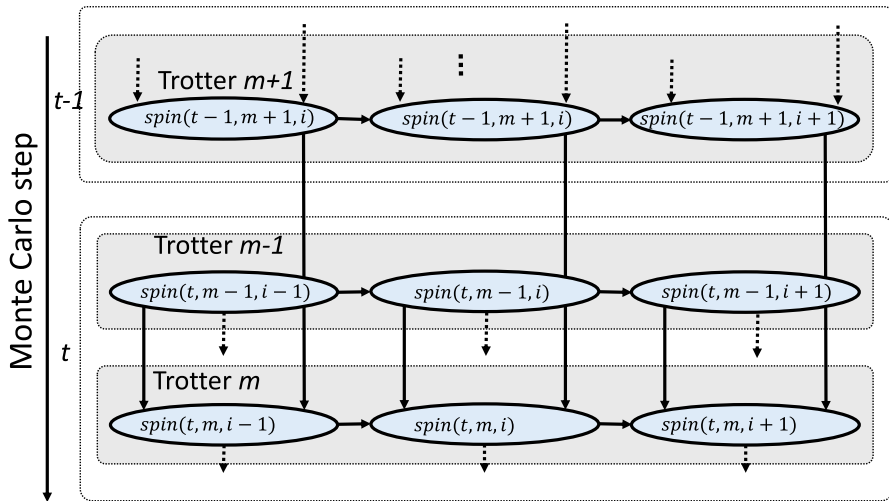 Monte Carlo step
t-1
⋮
Trotter m+1
spin(t − 1, m + 1, i)
spin(t − 1, m + 1, i)
spin(t − 1, m + 1, i + 1)
t
Trotter m-1
spin(t, m − 1, i − 1)
spin(t, m − 1, i)
spin(t, m − 1, i + 1)
Trotter m
spin(t, m, i − 1)
spin(t, m, i)
spin(t, m, i + 1)